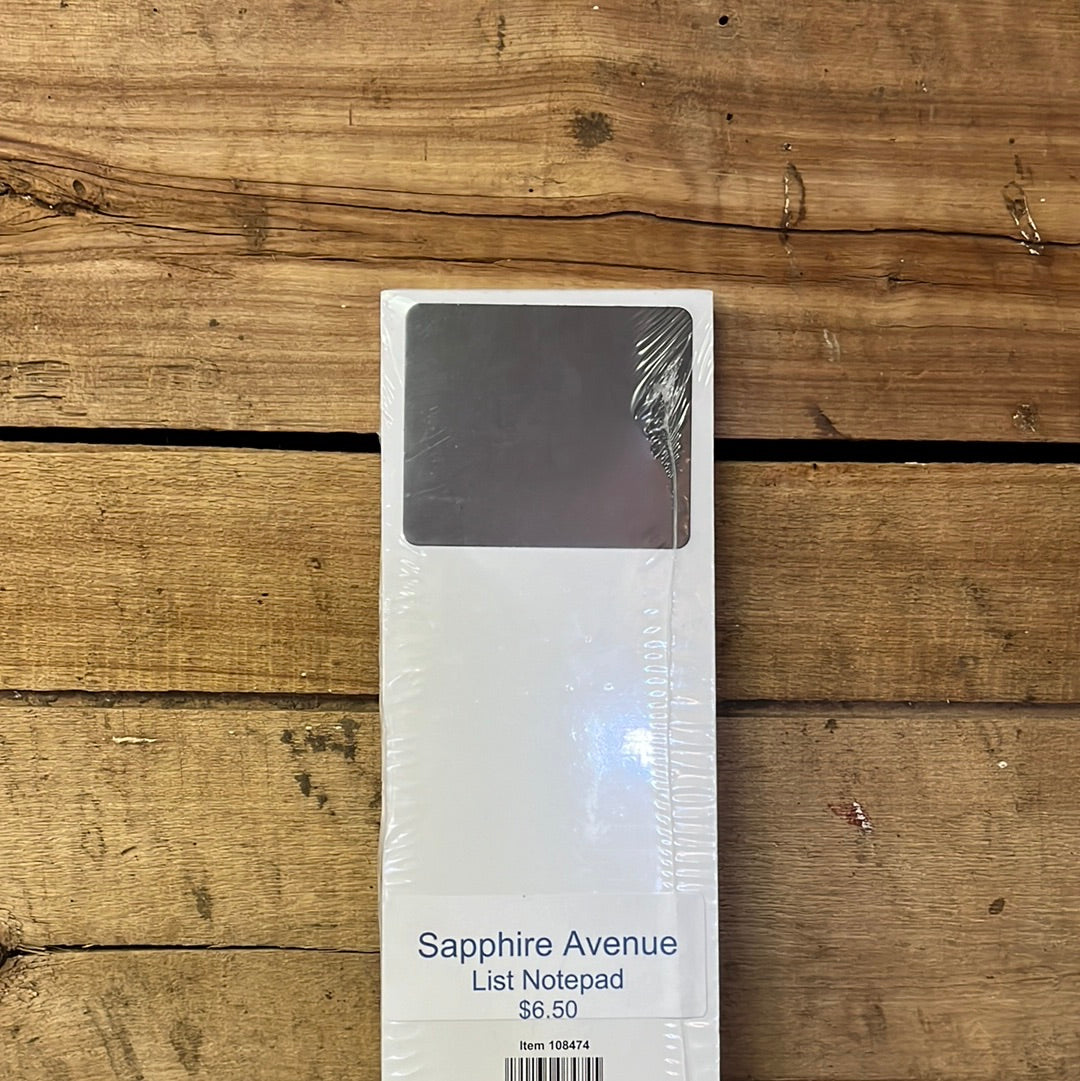 Sapphire Avenue
List Notepad
$6.50
Item 108474